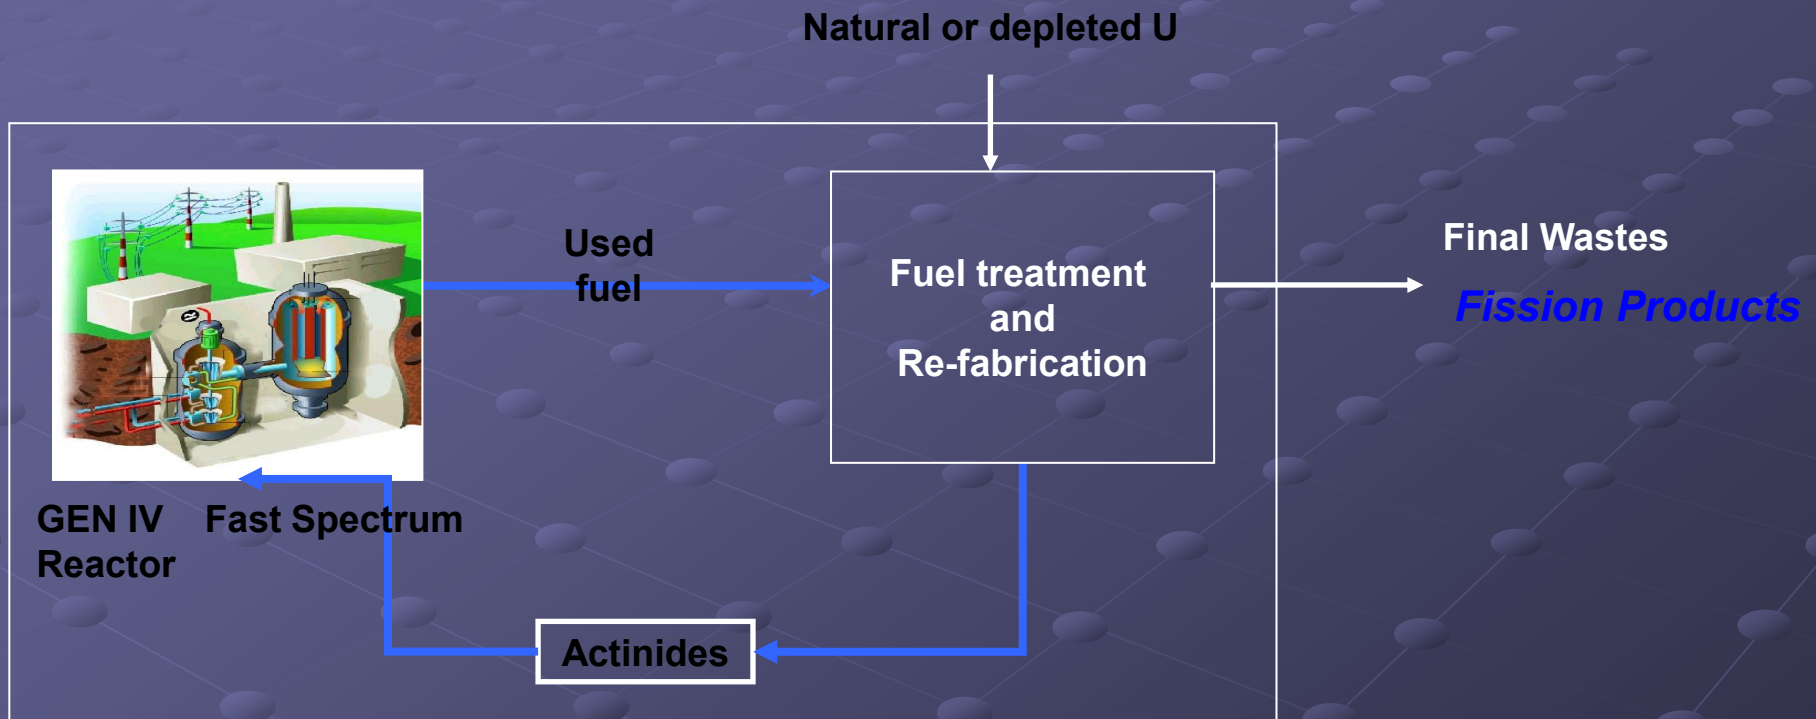 Natural or depleted U
Used
fuel
Fuel treatment
and
Re-fabrication
Final Wastes
Fission Products
GEN IV Fast Spectrum
Reactor
Actinides